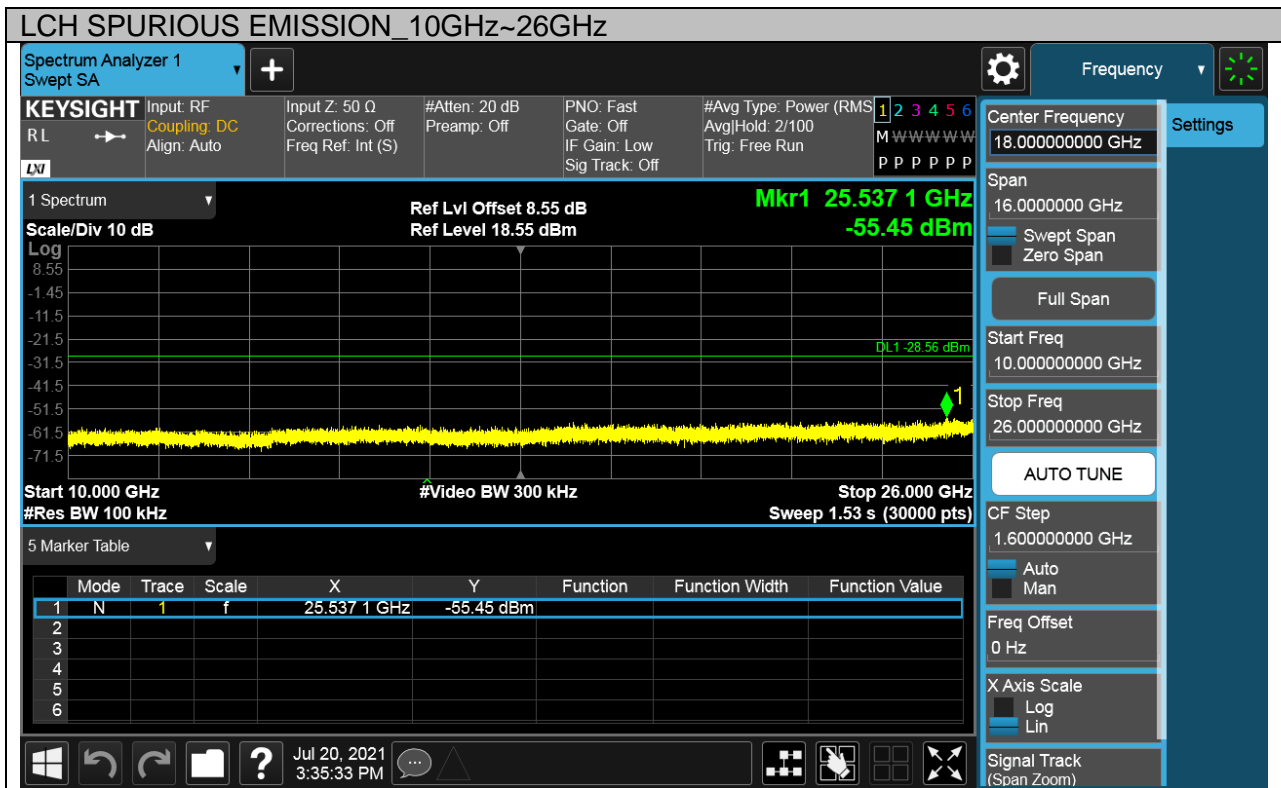 LCH SPURIOUS EMISSION_10GHz~26GHz
Spectrum Analyzer 1
Swept SA
+
Frequency
KEYSIGHT
RL
LXI
Input: RF
Coupling: DC
Align: Auto
Input Z: 50 Ω
Corrections: Off
Freq Ref: Int (S)
#Atten: 20 dB
Preamp: Off
PNO: Fast
Gate: Off
IF Gain: Low
Sig Track: Off
#Avg Type: Power (RMS
Avg|Hold: 2/100
Trig: Free Run
1 2 3 4 5 6
M W W W W W
P P P P P P
1 Spectrum
Scale/Div 10 dB
Ref Lvl Offset 8.55 dB
Ref Level 18.55 dBm
Mkr1 25.537 1 GHz
-55.45 dBm
Log
8.55
-1.45
-11.5
-21.5
-31.5
-41.5
-51.5
-61.5
-71.5
DL1 -28.56 dBm
1
Start 10.000 GHz
#Video BW 300 kHz
Stop 26.000 GHz
#Res BW 100 kHz
Sweep 1.53 s (30000 pts)
5 Marker Table
Mode Trace Scale X Y Function Function Width Function Value
1 N 1 f 25.537 1 GHz -55.45 dBm
2
3
4
5
6
?
Jul 20, 2021
3:35:33 PM
Center Frequency
18.000000000 GHz
Settings
Span
16.0000000 GHz
Swept Span
Zero Span
Full Span
Start Freq
10.000000000 GHz
Stop Freq
26.000000000 GHz
AUTO TUNE
CF Step
1.600000000 GHz
Auto
Man
Freq Offset
0 Hz
X Axis Scale
Log
Lin
Signal Track
(Span Zoom)